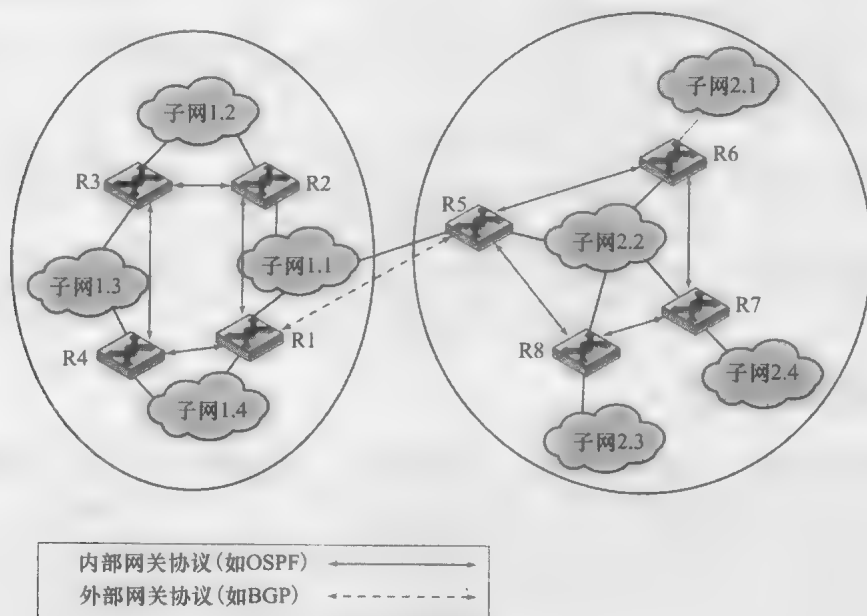 子网2.1
子网1.2
R6
R3
R2
R5
子网2.2
子网1.1
子网1.3
R7
R1
R8
R4
子网2.4
子网1.4
子网2.3
内部网关协议(如OSPF)
外部网关协议(如BGP)